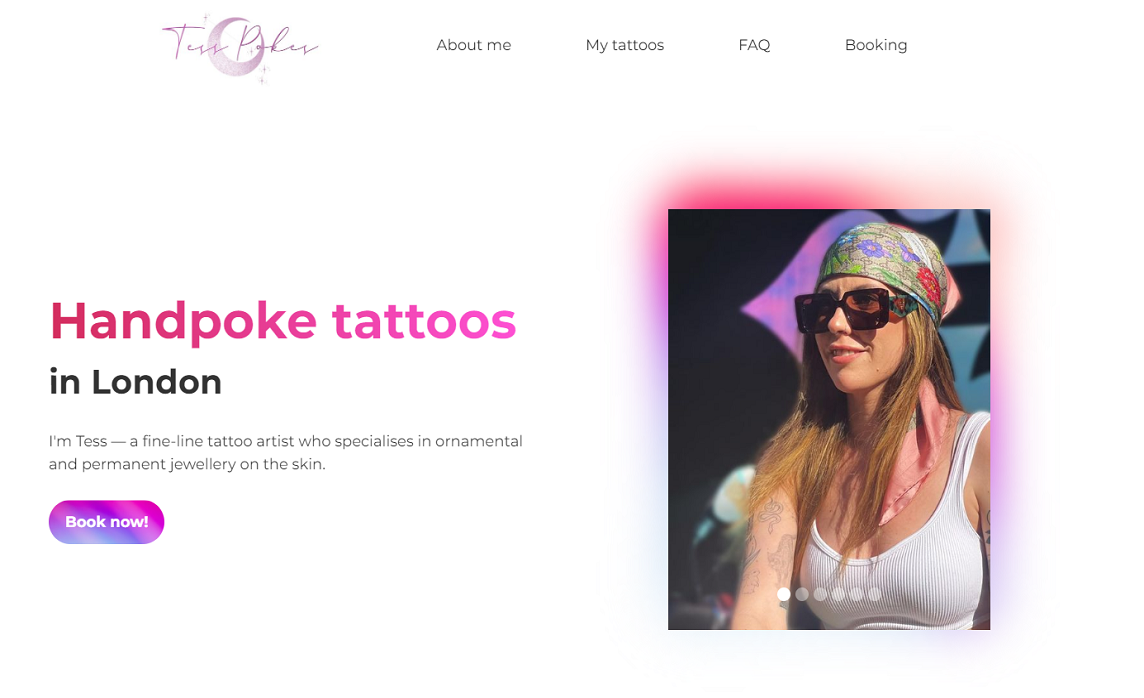 Tess Pokes
About me
My tattoos
FAQ
Booking
Handpoke tattoos
in London
I'm Tess — a fine-line tattoo artist who specialises in ornamental
and permanent jewellery on the skin.
Book now!